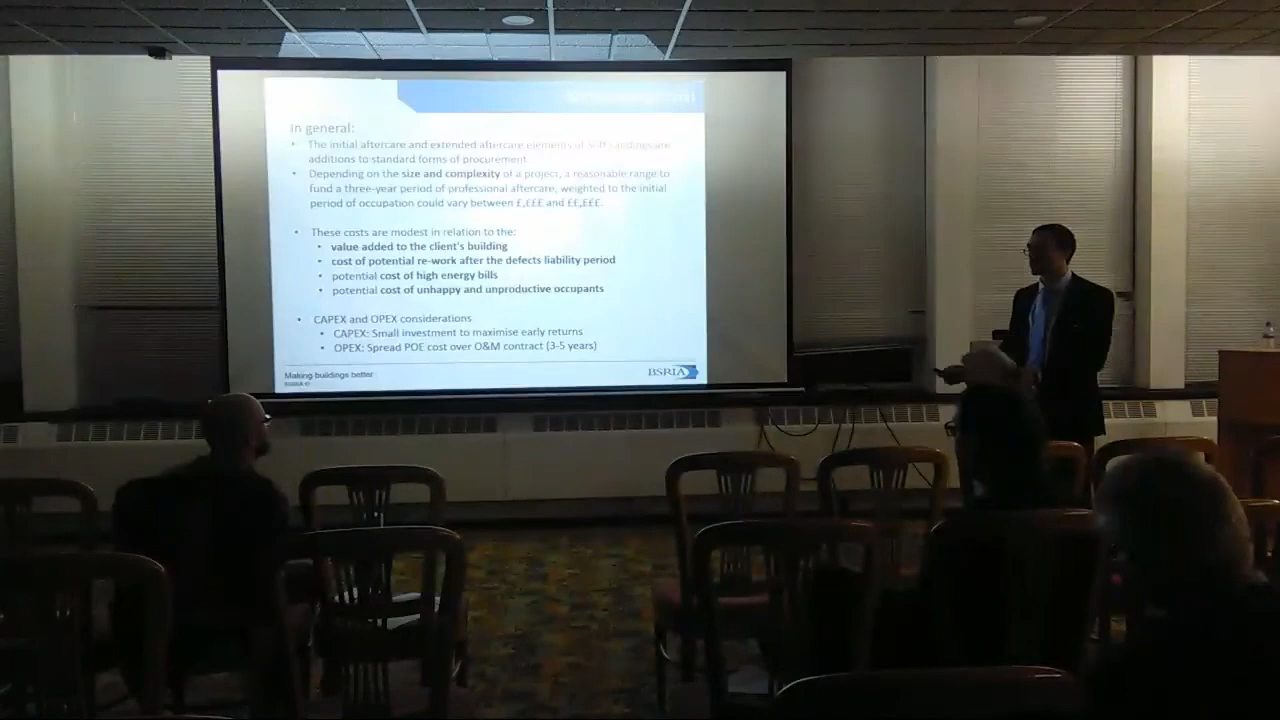 In general:
• The initial aftercare and extended aftercare elements of Soft Landings are
additions to standard forms of procurement
• Depending on the size and complexity of a project, a reasonable range to
fund a three-year period of professional aftercare, weighted to the initial
period of occupation could vary between £,£££ and ££,£££.
• These costs are modest in relation to the:
• value added to the client's building
• cost of potential re-work after the defects liability period
• potential cost of high energy bills
• potential cost of unhappy and unproductive occupants
• CAPEX and OPEX considerations
• CAPEX: Small investment to maximise early returns
• OPEX: Spread POE cost over O&M contract (3-5 years)
Making buildings better
BSRIA ©
BSRIA